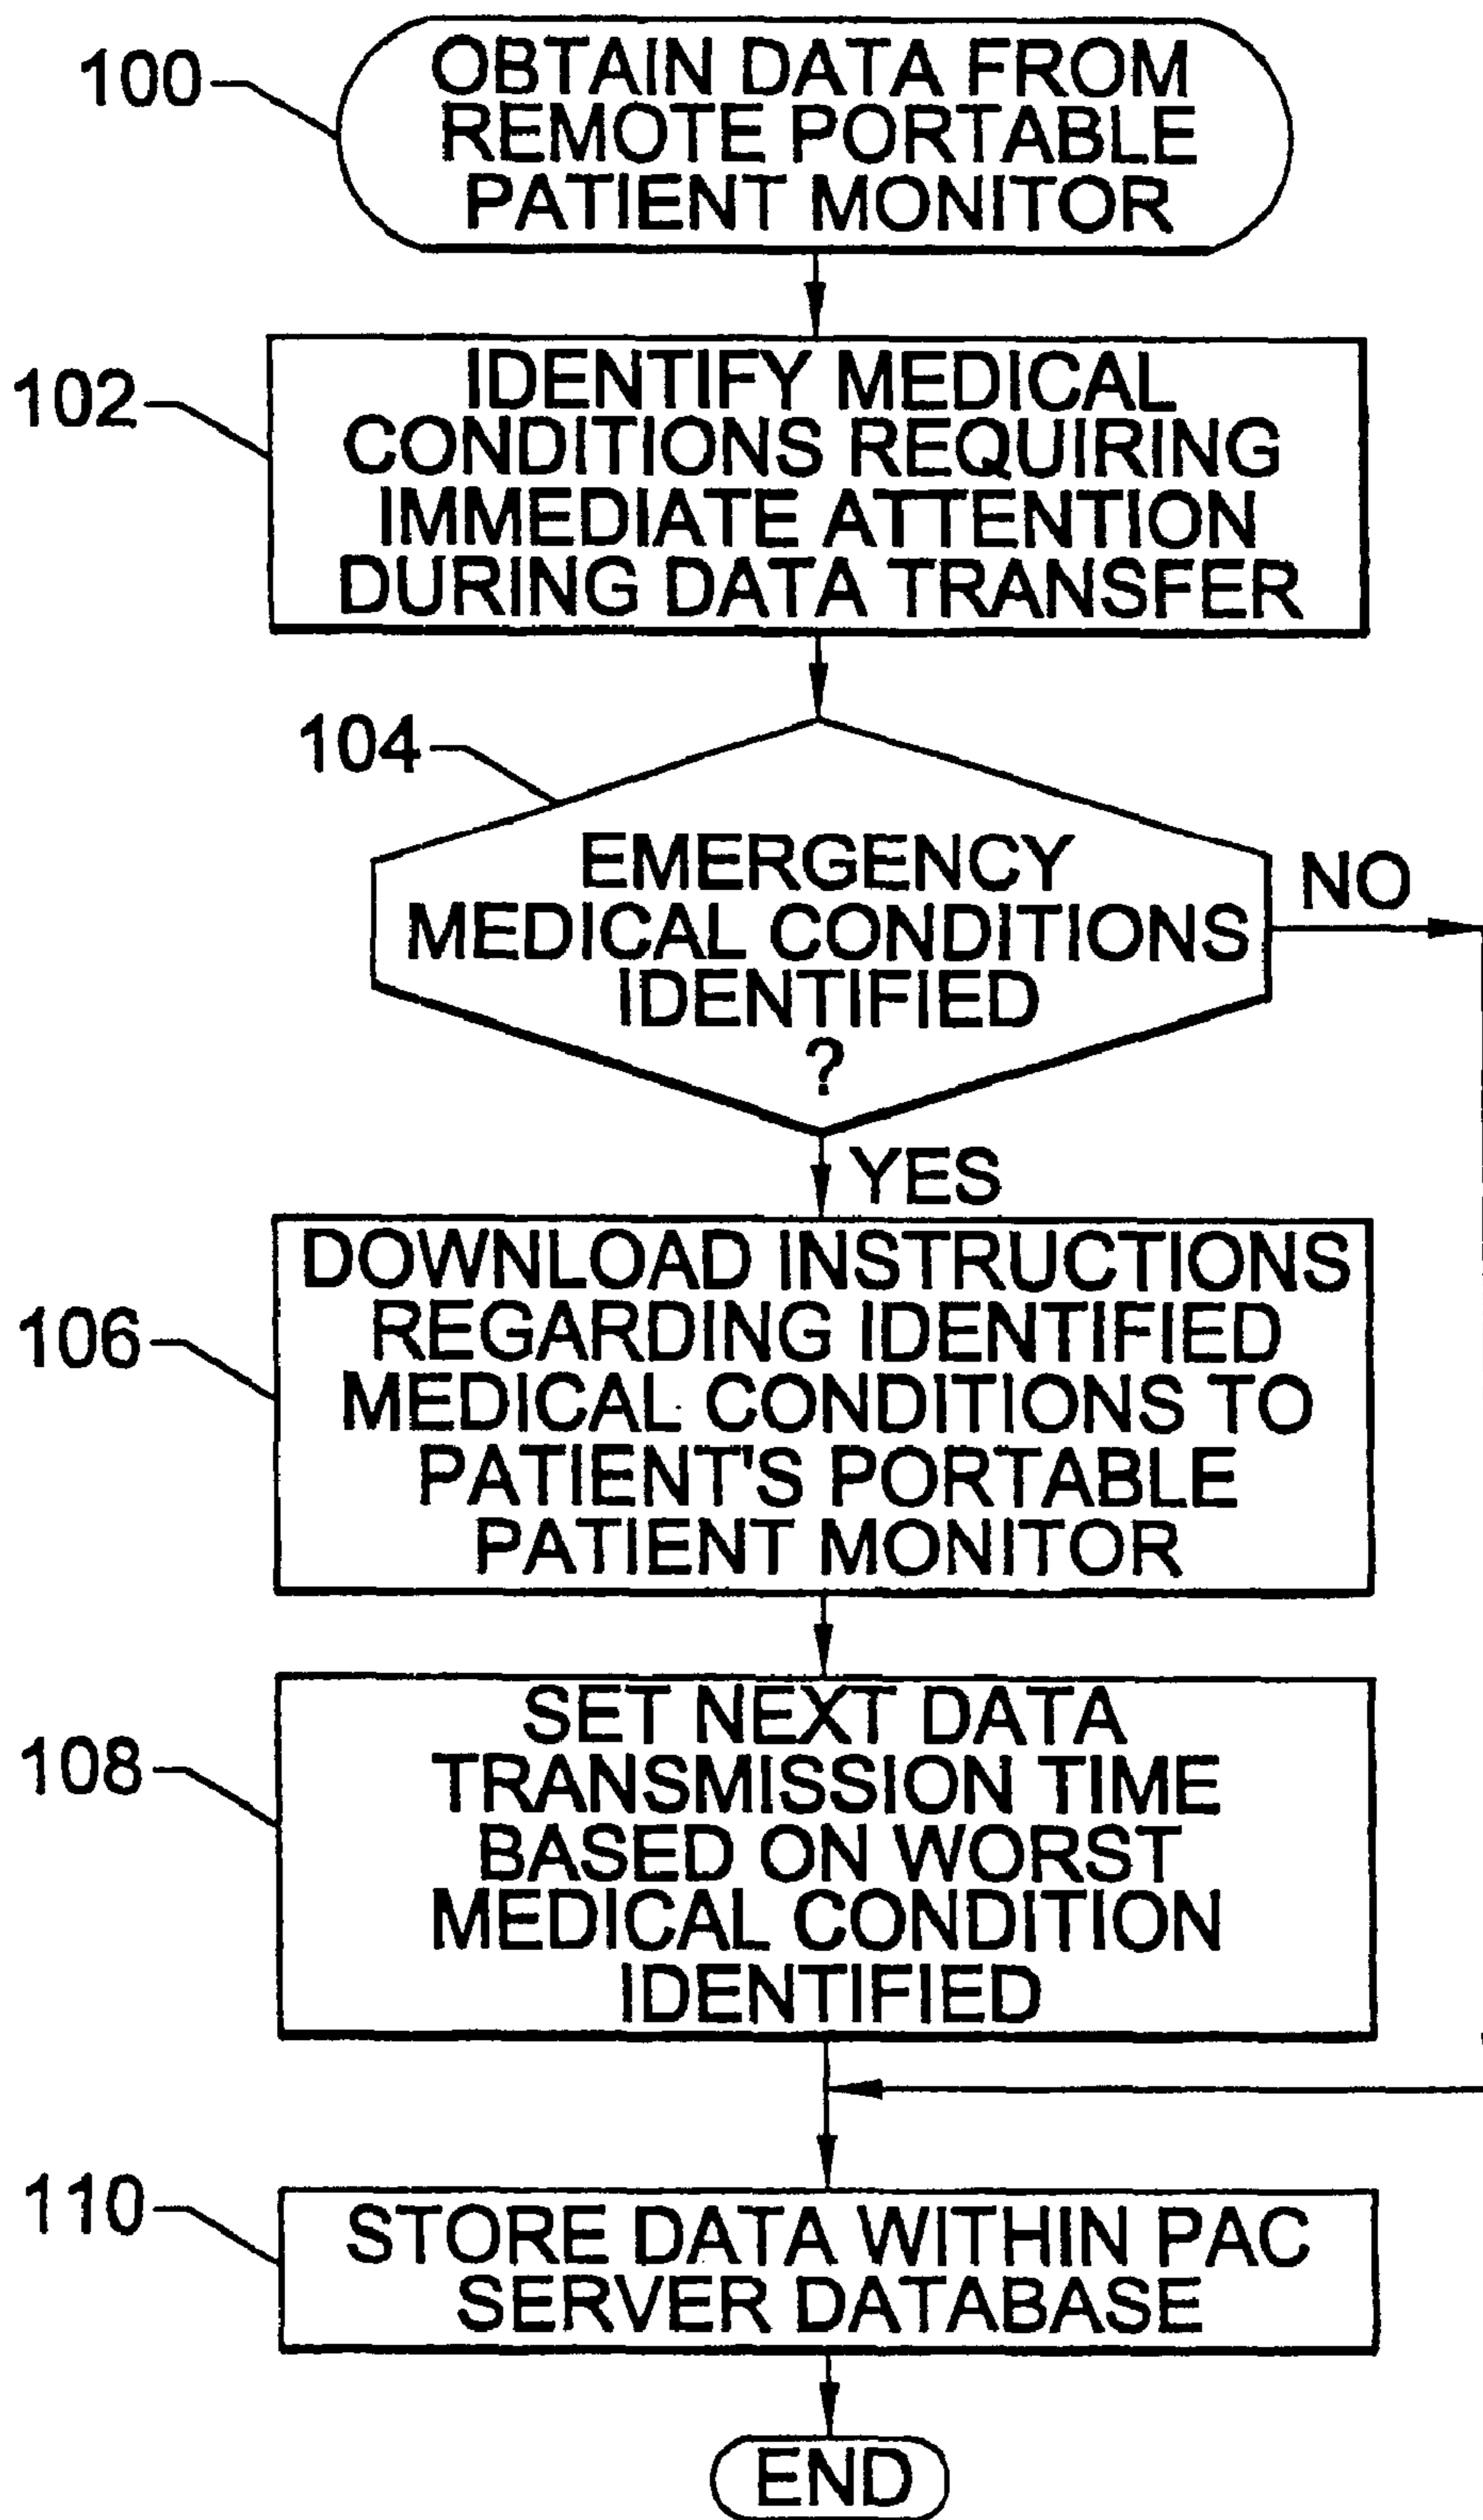 100
OBTAIN DATA FROM
REMOTE PORTABLE
PATIENT MONITOR
102
IDENTIFY MEDICAL
CONDITIONS REQUIRING
IMMEDIATE ATTENTION
DURING DATA TRANSFER
104
EMERGENCY
MEDICAL CONDITIONS
IDENTIFIED
?
NO
YES
106
DOWNLOAD INSTRUCTIONS
REGARDING IDENTIFIED
MEDICAL CONDITIONS TO
PATIENT'S PORTABLE
PATIENT MONITOR
108
SET NEXT DATA
TRANSMISSION TIME
BASED ON WORST
MEDICAL CONDITION
IDENTIFIED
110
STORE DATA WITHIN PAC
SERVER DATABASE
END